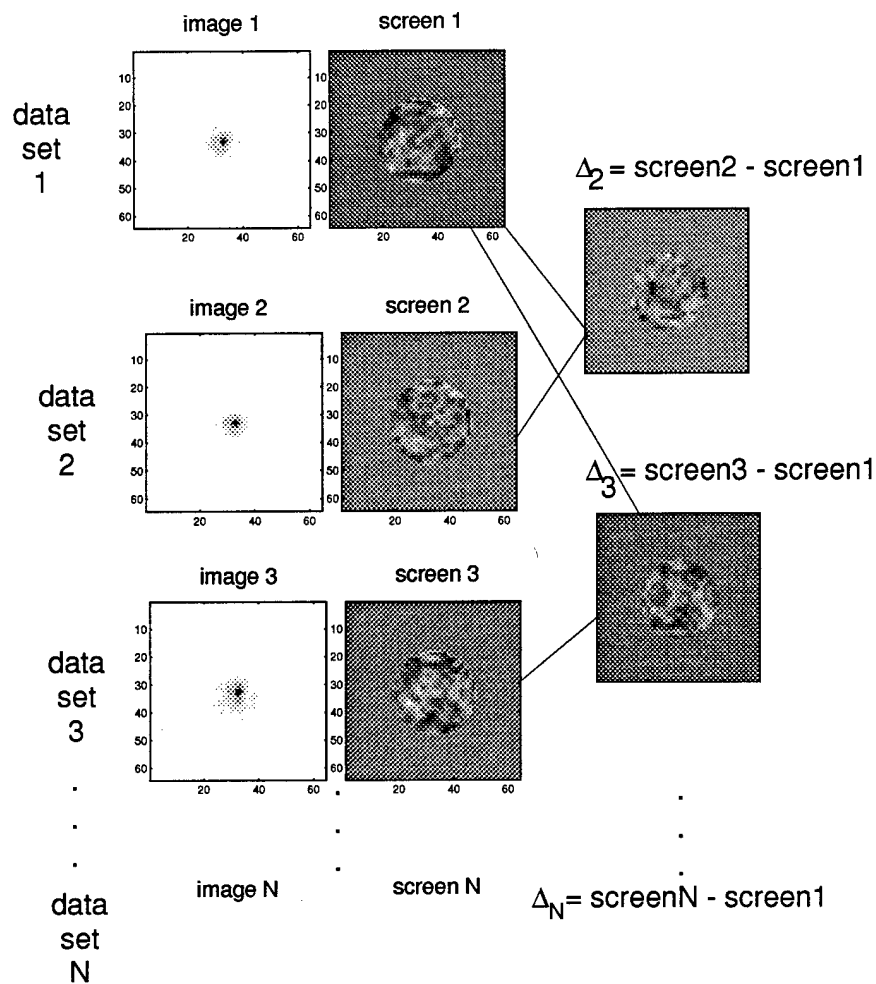 image 1
screen 1
data
set
1
10
20
30
40
50
60
10
20
30
40
50
60
20 40 60
20 40 60
Δ2 = screen2 - screen1
image 2
screen 2
data
set
2
10
20
30
40
50
60
10
20
30
40
50
60
20 40 60
20 40 60
Δ3 = screen3 - screen1
image 3
screen 3
data
set
3
10
20
30
40
50
60
10
20
30
40
50
60
20 40 60
20 40 60
image N
screen N
data
set
N
ΔN = screenN - screen1